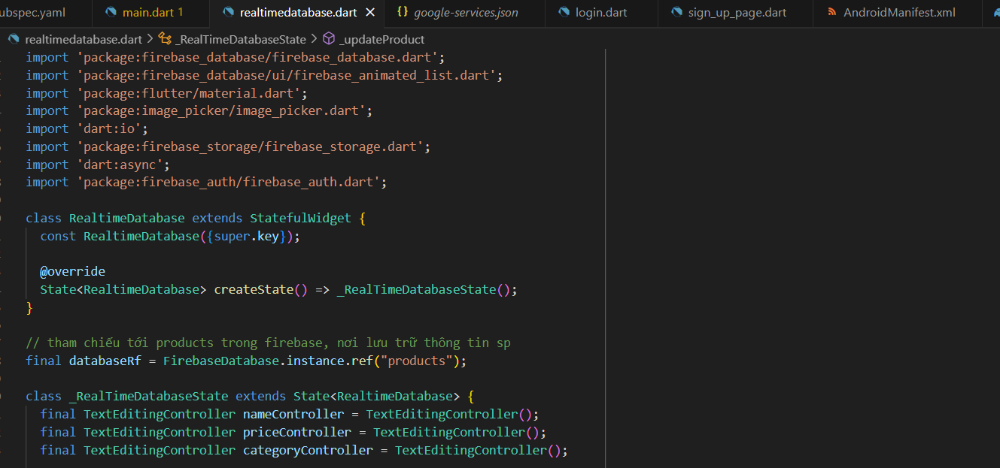 ubspec.yaml
main.dart 1
realtimedatabase.dart
google-services.json
login.dart
sign_up_page.dart
AndroidManifest.xml
realtimedatabase.dart > _RealTimeDatabaseState > _updateProduct
import 'package:firebase_database/firebase_database.dart';
import 'package:firebase_database/ui/firebase_animated_list.dart';
import 'package:flutter/material.dart';
import 'package:image_picker/image_picker.dart';
import 'dart:io';
import 'package:firebase_storage/firebase_storage.dart';
import 'dart:async';
import 'package:firebase_auth/firebase_auth.dart';
class RealtimeDatabase extends StatefulWidget {
const RealtimeDatabase({super.key});
@override
State<RealtimeDatabase> createState() => _RealTimeDatabaseState();
}
// tham chiếu tới products trong firebase, nơi lưu trữ thông tin sp
final databaseRf = FirebaseDatabase.instance.ref("products");
class _RealTimeDatabaseState extends State<RealtimeDatabase> {
final TextEditingController nameController = TextEditingController();
final TextEditingController priceController = TextEditingController();
final TextEditingController categoryController = TextEditingController();